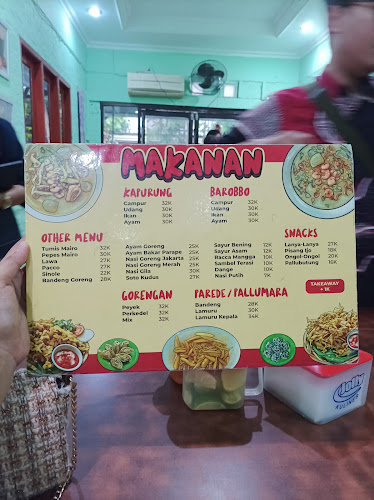 MAKANAN
KAPURUNG
Campur 32K
Udang 30K
Ikan 30K
Ayam 30K
BAROBBO
Campur 32K
Udang 30K
Ikan 30K
Ayam 30K
OTHER MENU
Tumis Mairo 32K
Pepes Mairo 30K
Lawa 27K
Pacco 27K
Sinole 22K
Bandeng Goreng 28K
Ayam Goreng 25K
Ayam Bakar Parape 25K
Nasi Goreng Jakarta 25K
Nasi Goreng Merah 25K
Nasi Gila 30K
Soto Kudus 27K
Sayur Bening 12K
Sayur Asem 12K
Racca Mangga 10K
Sambel Terasi 10K
Dange 10K
Nasi Putih 7K
SNACKS
Lanya-Lanya 27K
Pisang Ijo 18K
Ongol-Ongol 20K
Pallubutung 16K
TAKEAWAY
+ 1K
GORENGAN
Peyek 32K
Perkedel 32K
Mix 32K
PAREDE / PALLUMARA
Bandeng 28K
Lamuru 30K
Lamuru Kepala 34K
KULINER